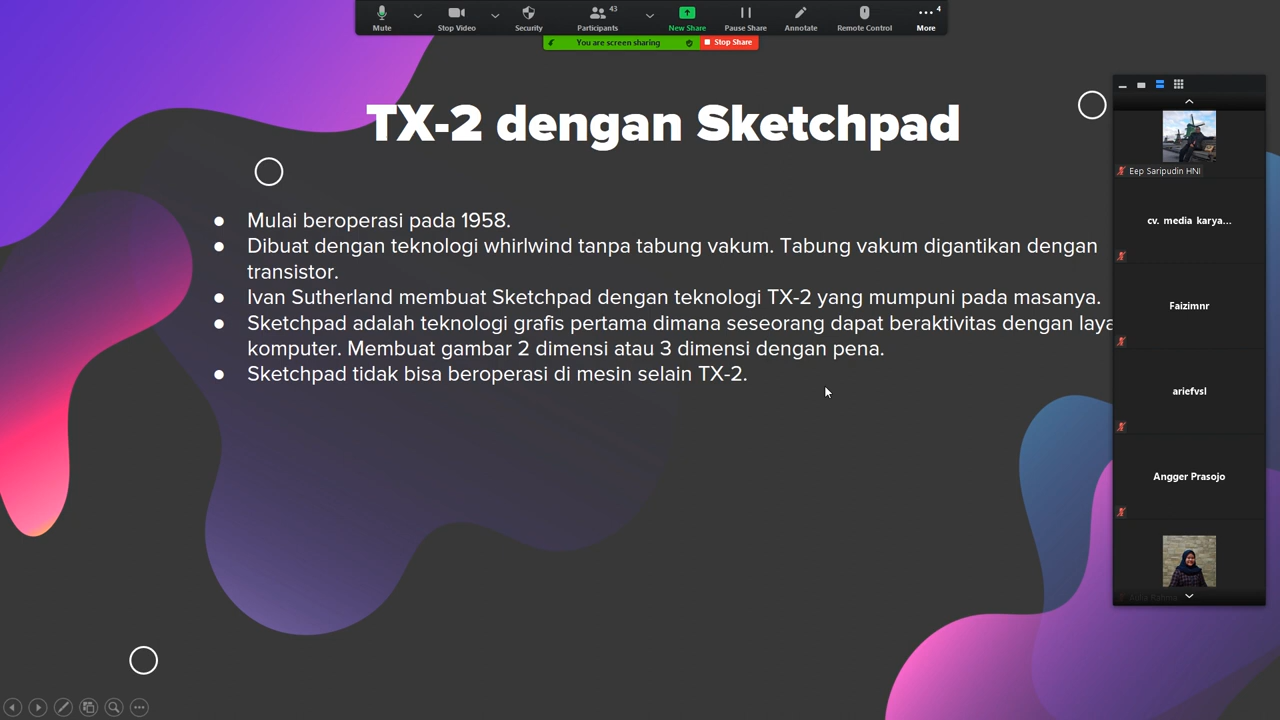 43
4
Mute
Stop Video
Security
Participants
New Share
Pause Share
Annotate
Remote Control
More
You are screen sharing
Stop Share
TX-2 dengan Sketchpad
● Mulai beroperasi pada 1958.
● Dibuat dengan teknologi whirlwind tanpa tabung vakum. Tabung vakum digantikan dengan
transistor.
● Ivan Sutherland membuat Sketchpad dengan teknologi TX-2 yang mumpuni pada masanya.
● Sketchpad adalah teknologi grafis pertama dimana seseorang dapat beraktivitas dengan laya
komputer. Membuat gambar 2 dimensi atau 3 dimensi dengan pena.
● Sketchpad tidak bisa beroperasi di mesin selain TX-2.
Eep Saripudin HNI
cv. media karya...
Faizimnr
ariefvsl
Angger Prasojo